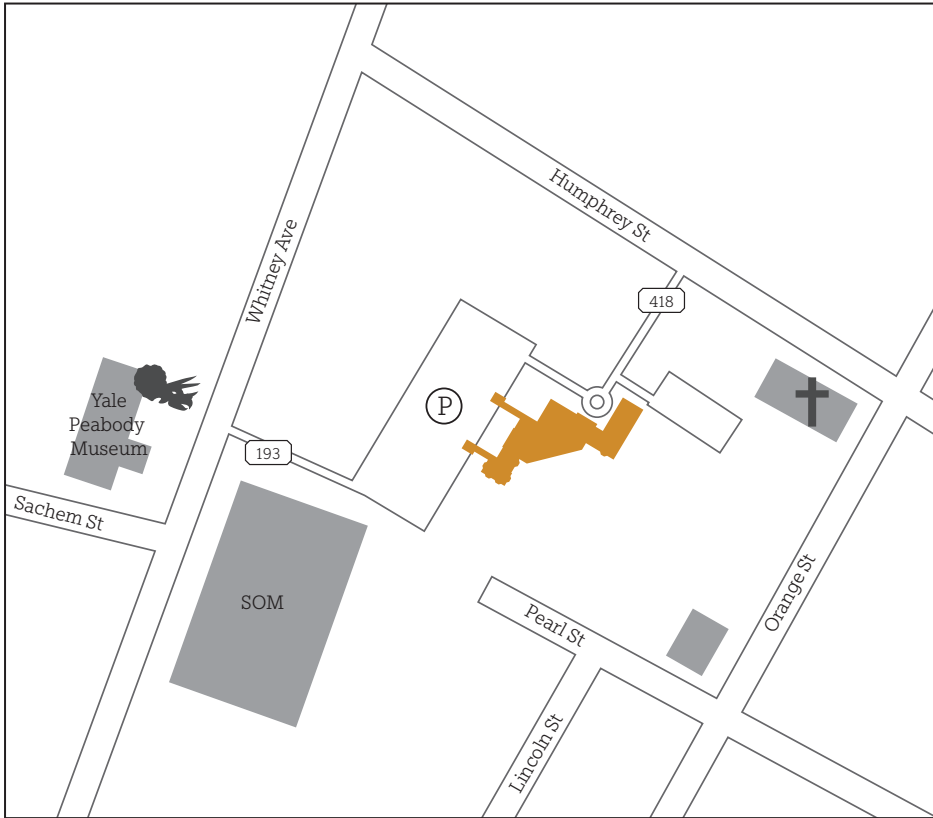 Humphrey St
Whitney Ave
418
Yale
Peabody
Museum
P
193
Sachem St
SOM
Pearl St
Orange St
Lincoln St